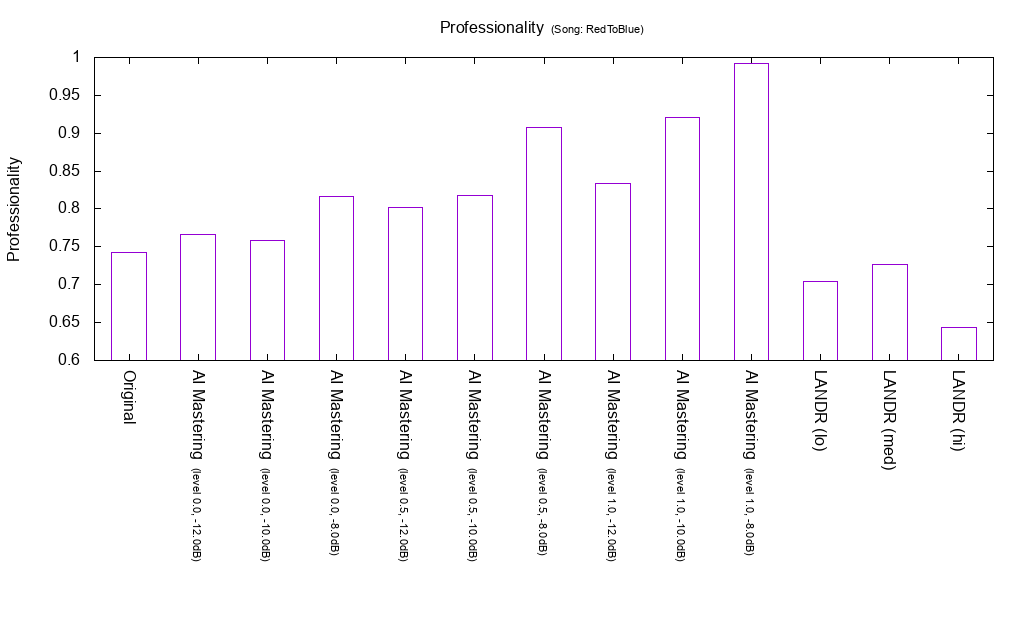 Professionality (Song: RedToBlue)
Professionality
1
0.95
0.9
0.85
0.8
0.75
0.7
0.65
0.6
Original
AI Mastering (level 0.0, -12.0dB)
AI Mastering (level 0.0, -10.0dB)
AI Mastering (level 0.0, -8.0dB)
AI Mastering (level 0.5, -12.0dB)
AI Mastering (level 0.5, -10.0dB)
AI Mastering (level 0.5, -8.0dB)
AI Mastering (level 1.0, -12.0dB)
AI Mastering (level 1.0, -10.0dB)
AI Mastering (level 1.0, -8.0dB)
LANDR (lo)
LANDR (med)
LANDR (hi)